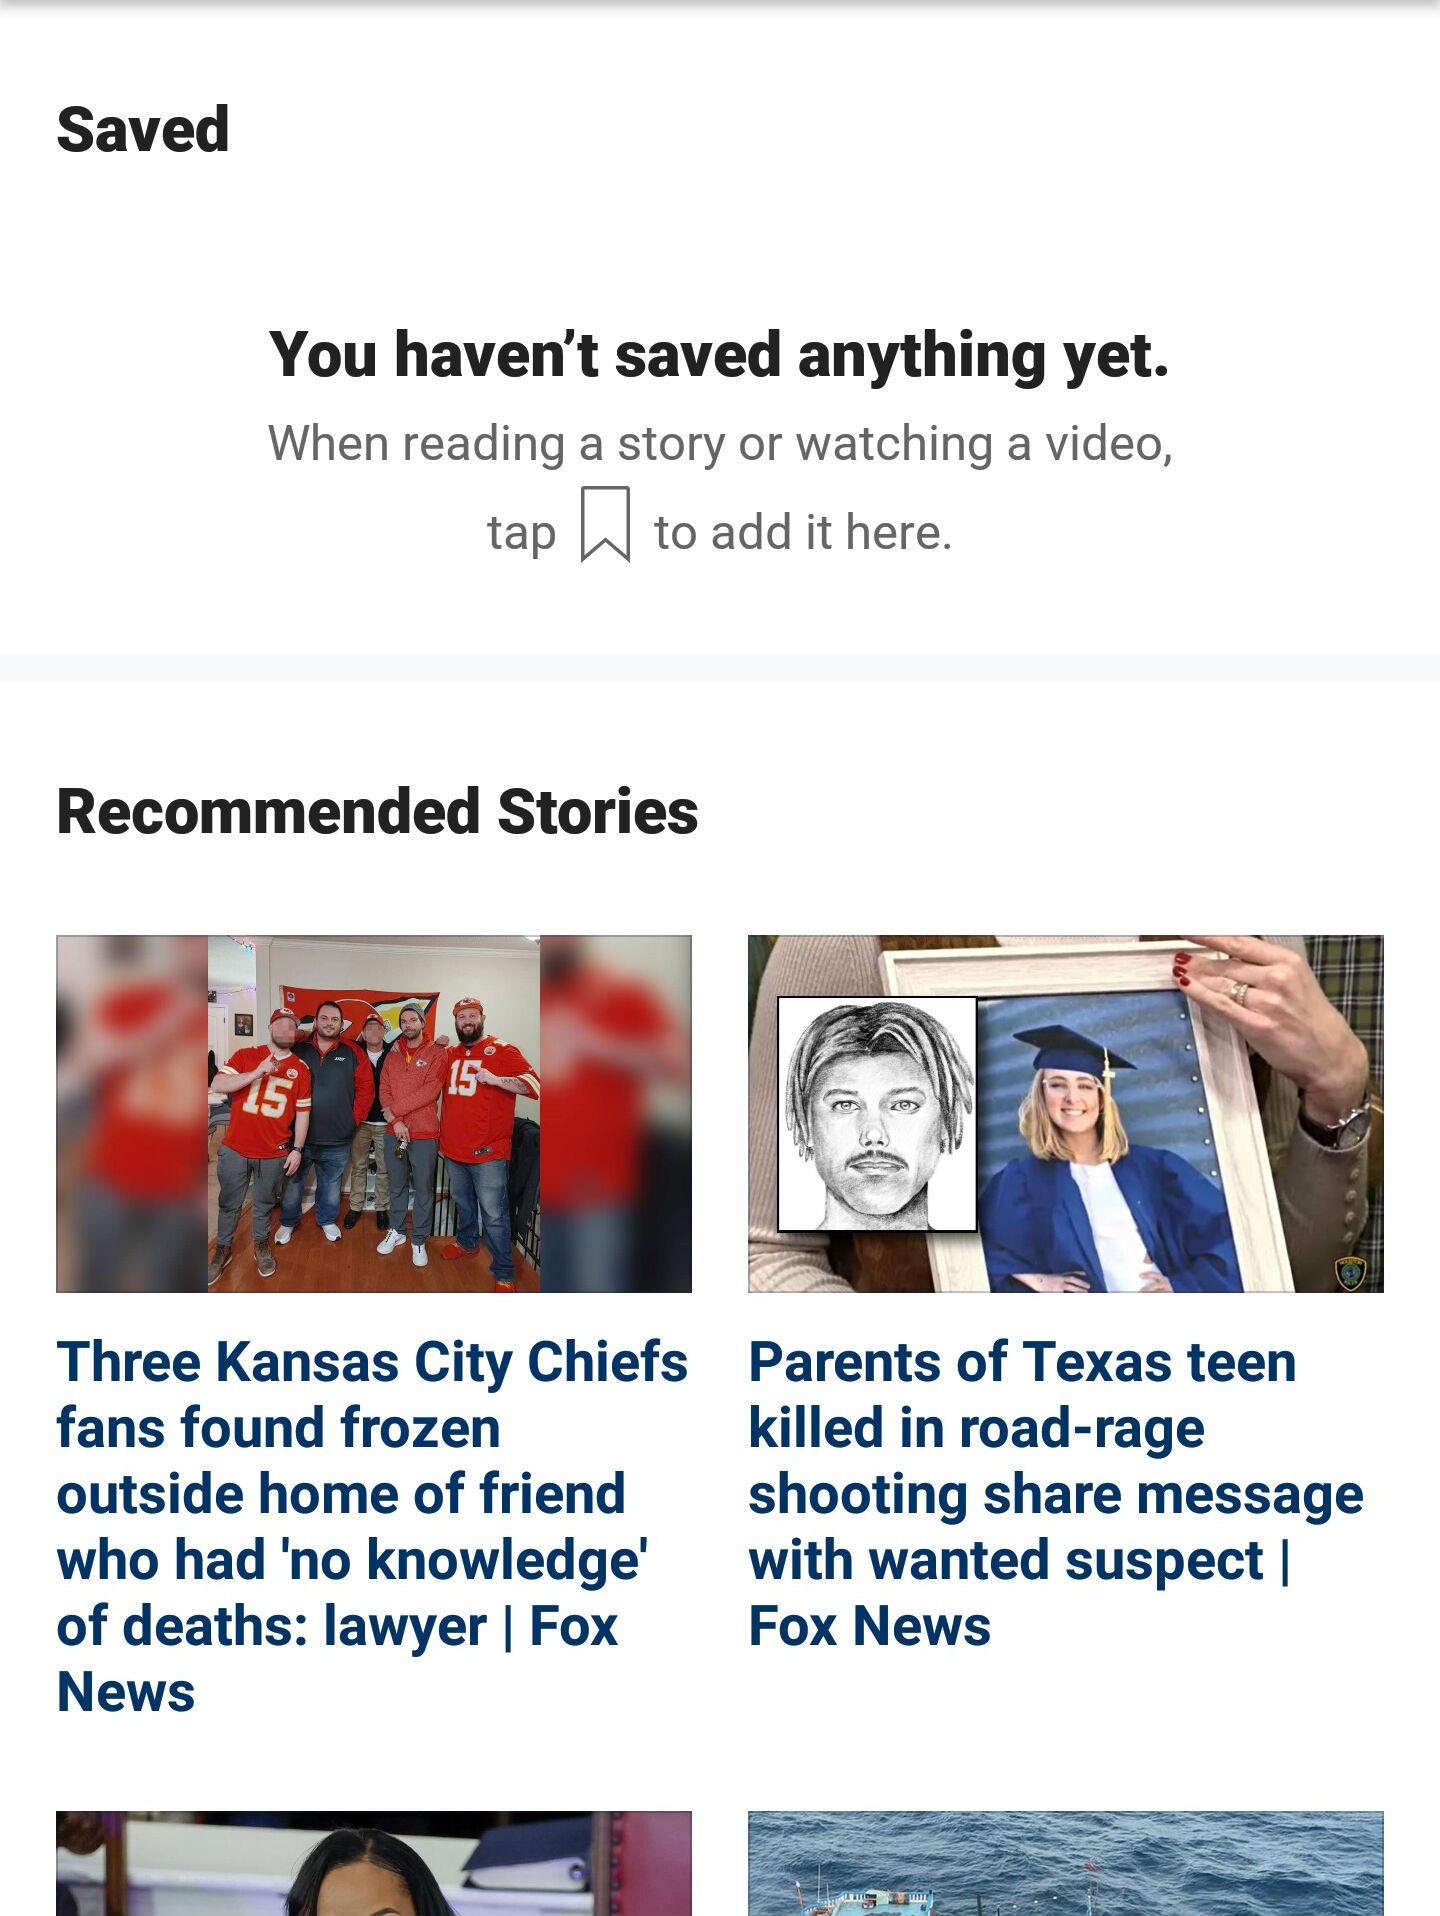 Saved
You haven’t saved anything yet.
When reading a story or watching a video,
tap to add it here.
Recommended Stories
15
15
Three Kansas City Chiefs
fans found frozen
outside home of friend
who had 'no knowledge'
of deaths: lawyer | Fox
News
Parents of Texas teen
killed in road-rage
shooting share message
with wanted suspect |
Fox News